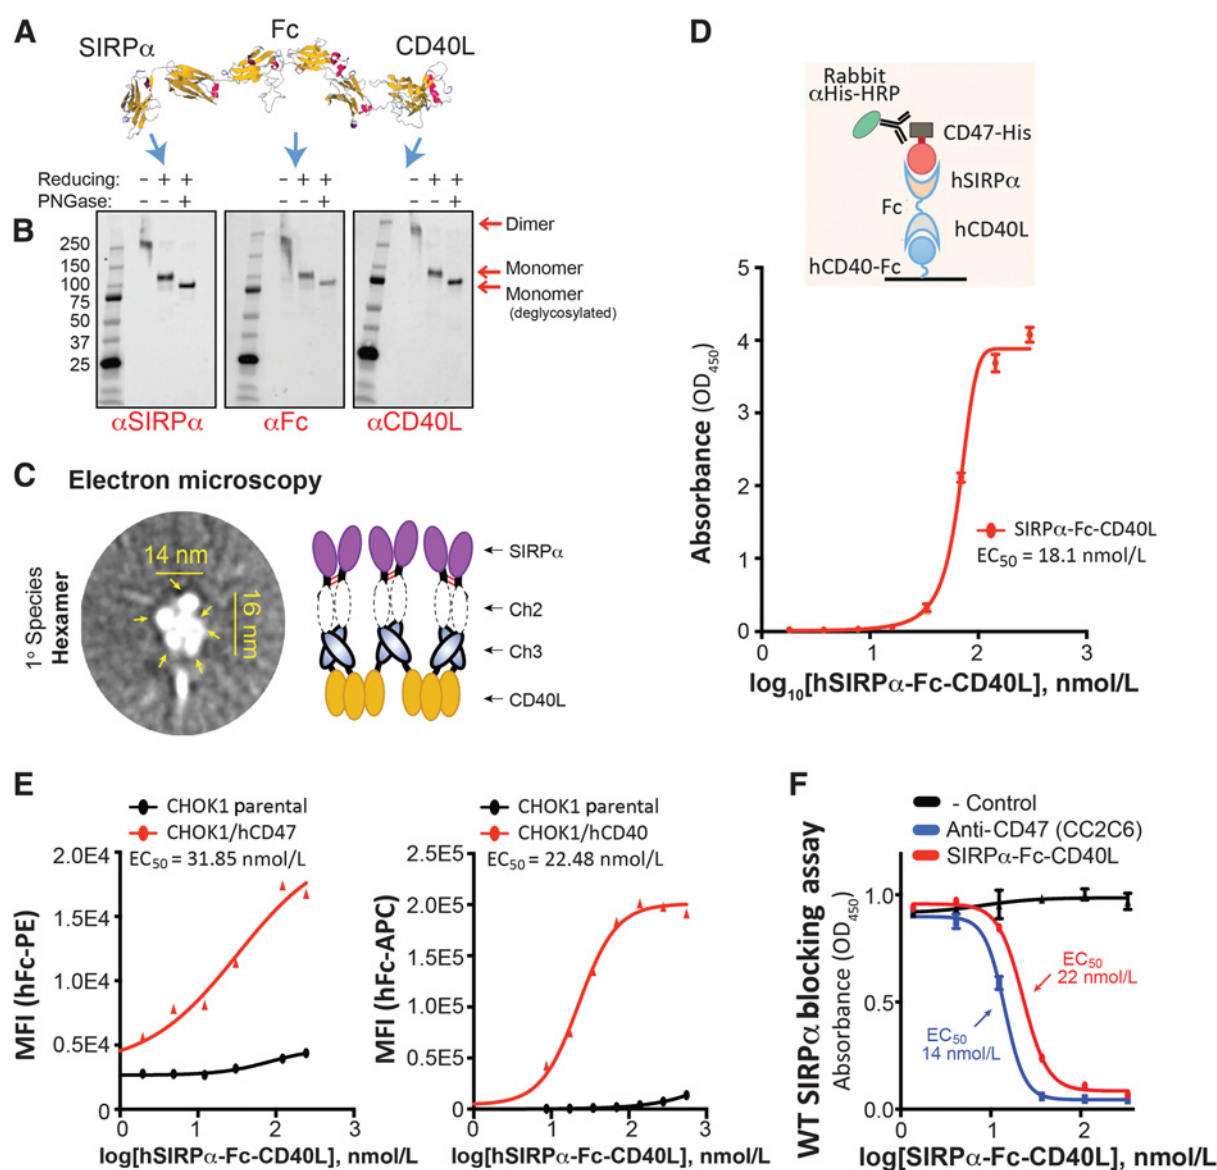 A
SIRPα
Fc
CD40L
Reducing: - + + - + + - + +
PNGase: - - + - - + - - +
B
250
150
100
75
50
37
25
Dimer
Monomer
Monomer
(deglycosylated)
αSIRPα
αFc
αCD40L
C Electron microscopy
1° Species
Hexamer
14 nm
16 nm
SIRPα
Ch2
Ch3
CD40L
D
Rabbit
αHis-HRP
CD47-His
hSIRPα
Fc
hCD40L
hCD40-Fc
Absorbance (OD450)
5
4
3
2
1
0
SIRPα-Fc-CD40L
EC50 = 18.1 nmol/L
0 1 2 3
log10[hSIRPα-Fc-CD40L], nmol/L
E
CHOK1 parental
CHOK1/hCD47
EC50 = 31.85 nmol/L
MFI (hFc-PE)
2.0E4
1.5E4
1.0E4
0.5E4
0
0 1 2 3
log[hSIRPα-Fc-CD40L], nmol/L
CHOK1 parental
CHOK1/hCD40
EC50 = 22.48 nmol/L
MFI (hFc-APC)
2.0E5
1.5E5
2.0E5
1.0E5
0.5E5
0
0 1 2 3
log[hSIRPα-Fc-CD40L], nmol/L
F
- Control
Anti-CD47 (CC2C6)
SIRPα-Fc-CD40L
WT SIRPα blocking assay
Absorbance (OD450)
1.0
0.5
0.0
EC50
22 nmol/L
EC50
14 nmol/L
0 1 2
log[SIRPα-Fc-CD40L], nmol/L